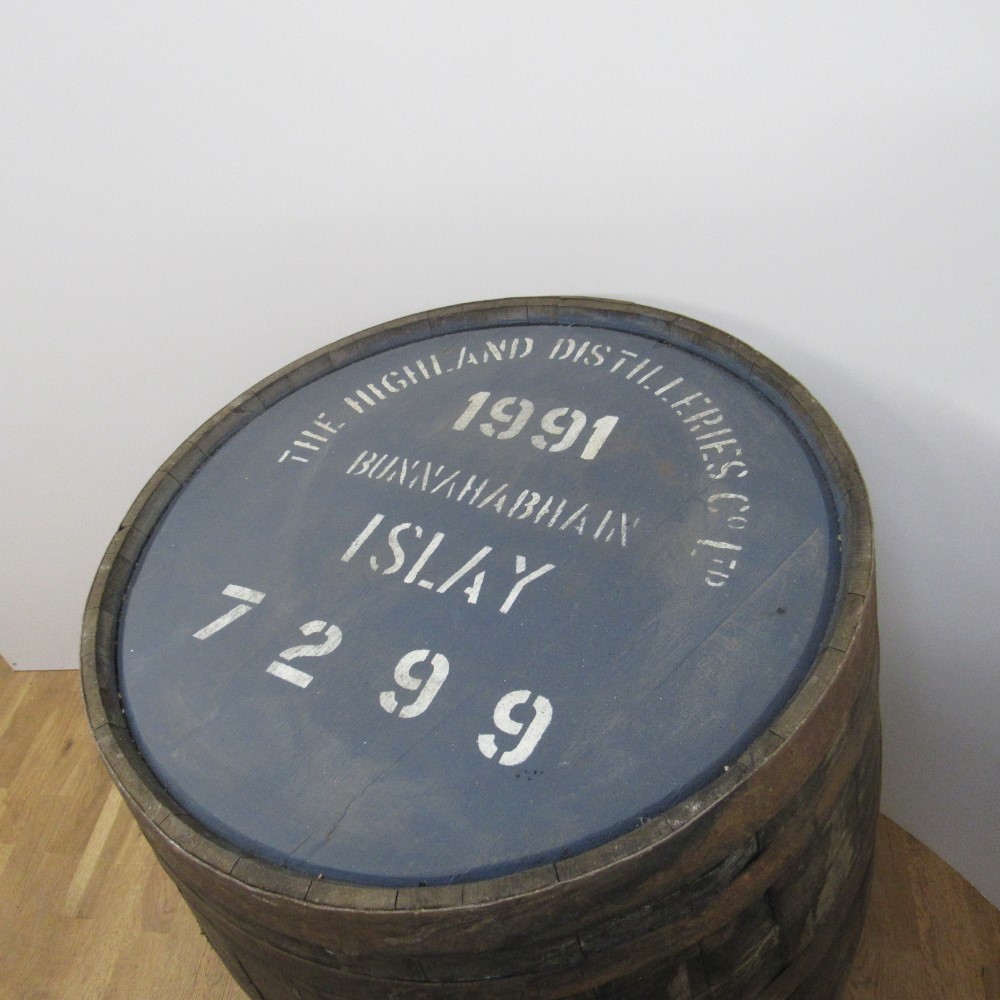 THE HIGHLAND DISTILLERIES Co LTD
1991
BUNNAHABHAIN
ISLAY
7299